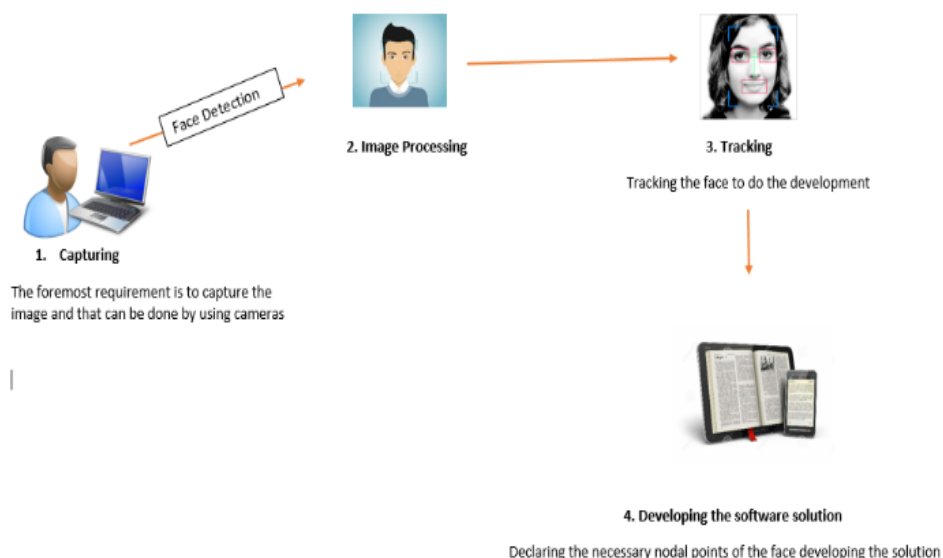 Face Detection
2. Image Processing
3. Tracking
Tracking the face to do the development
1. Capturing
The foremost requirement is to capture the
image and that can be done by using cameras
4. Developing the software solution
Declaring the necessary nodal points of the face developing the solution